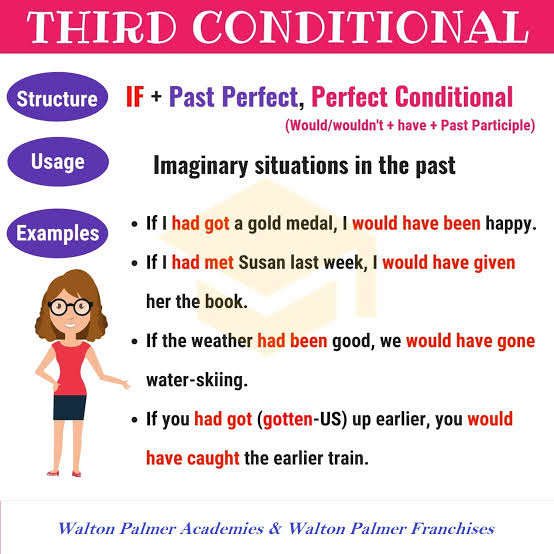 THIRD CONDITIONAL
Structure IF + Past Perfect, Perfect Conditional
(Would/wouldn't + have + Past Participle)
Usage Imaginary situations in the past
Examples
• If I had got a gold medal, I would have been happy.
• If I had met Susan last week, I would have given
her the book.
• If the weather had been good, we would have gone
water-skiing.
• If you had got (gotten-US) up earlier, you would
have caught the earlier train.
Walton Palmer Academies & Walton Palmer Franchises